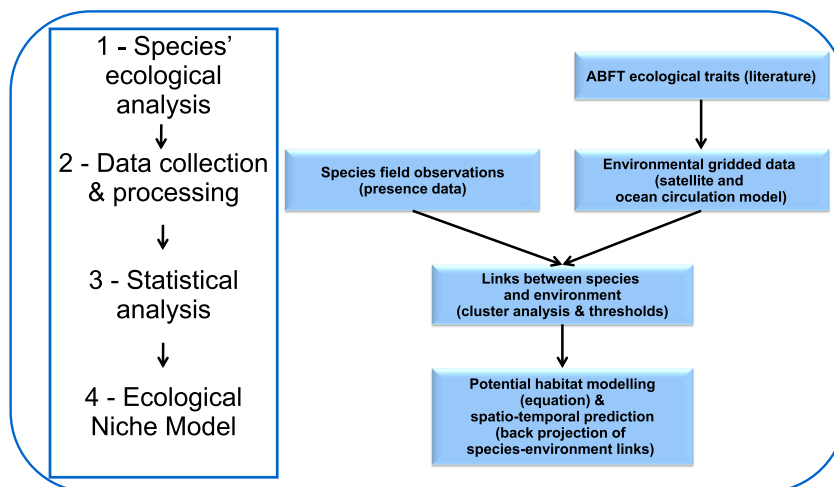 1 - Species'
ecological
analysis
2 - Data collection
& processing
3 - Statistical
analysis
4 - Ecological
Niche Model
ABFT ecological traits (literature)
Species field observations
(presence data)
Environmental gridded data
(satellite and
ocean circulation model)
Links between species
and environment
(cluster analysis & thresholds)
Potential habitat modelling
(equation) &
spatio-temporal prediction
(back projection of
species-environment links)